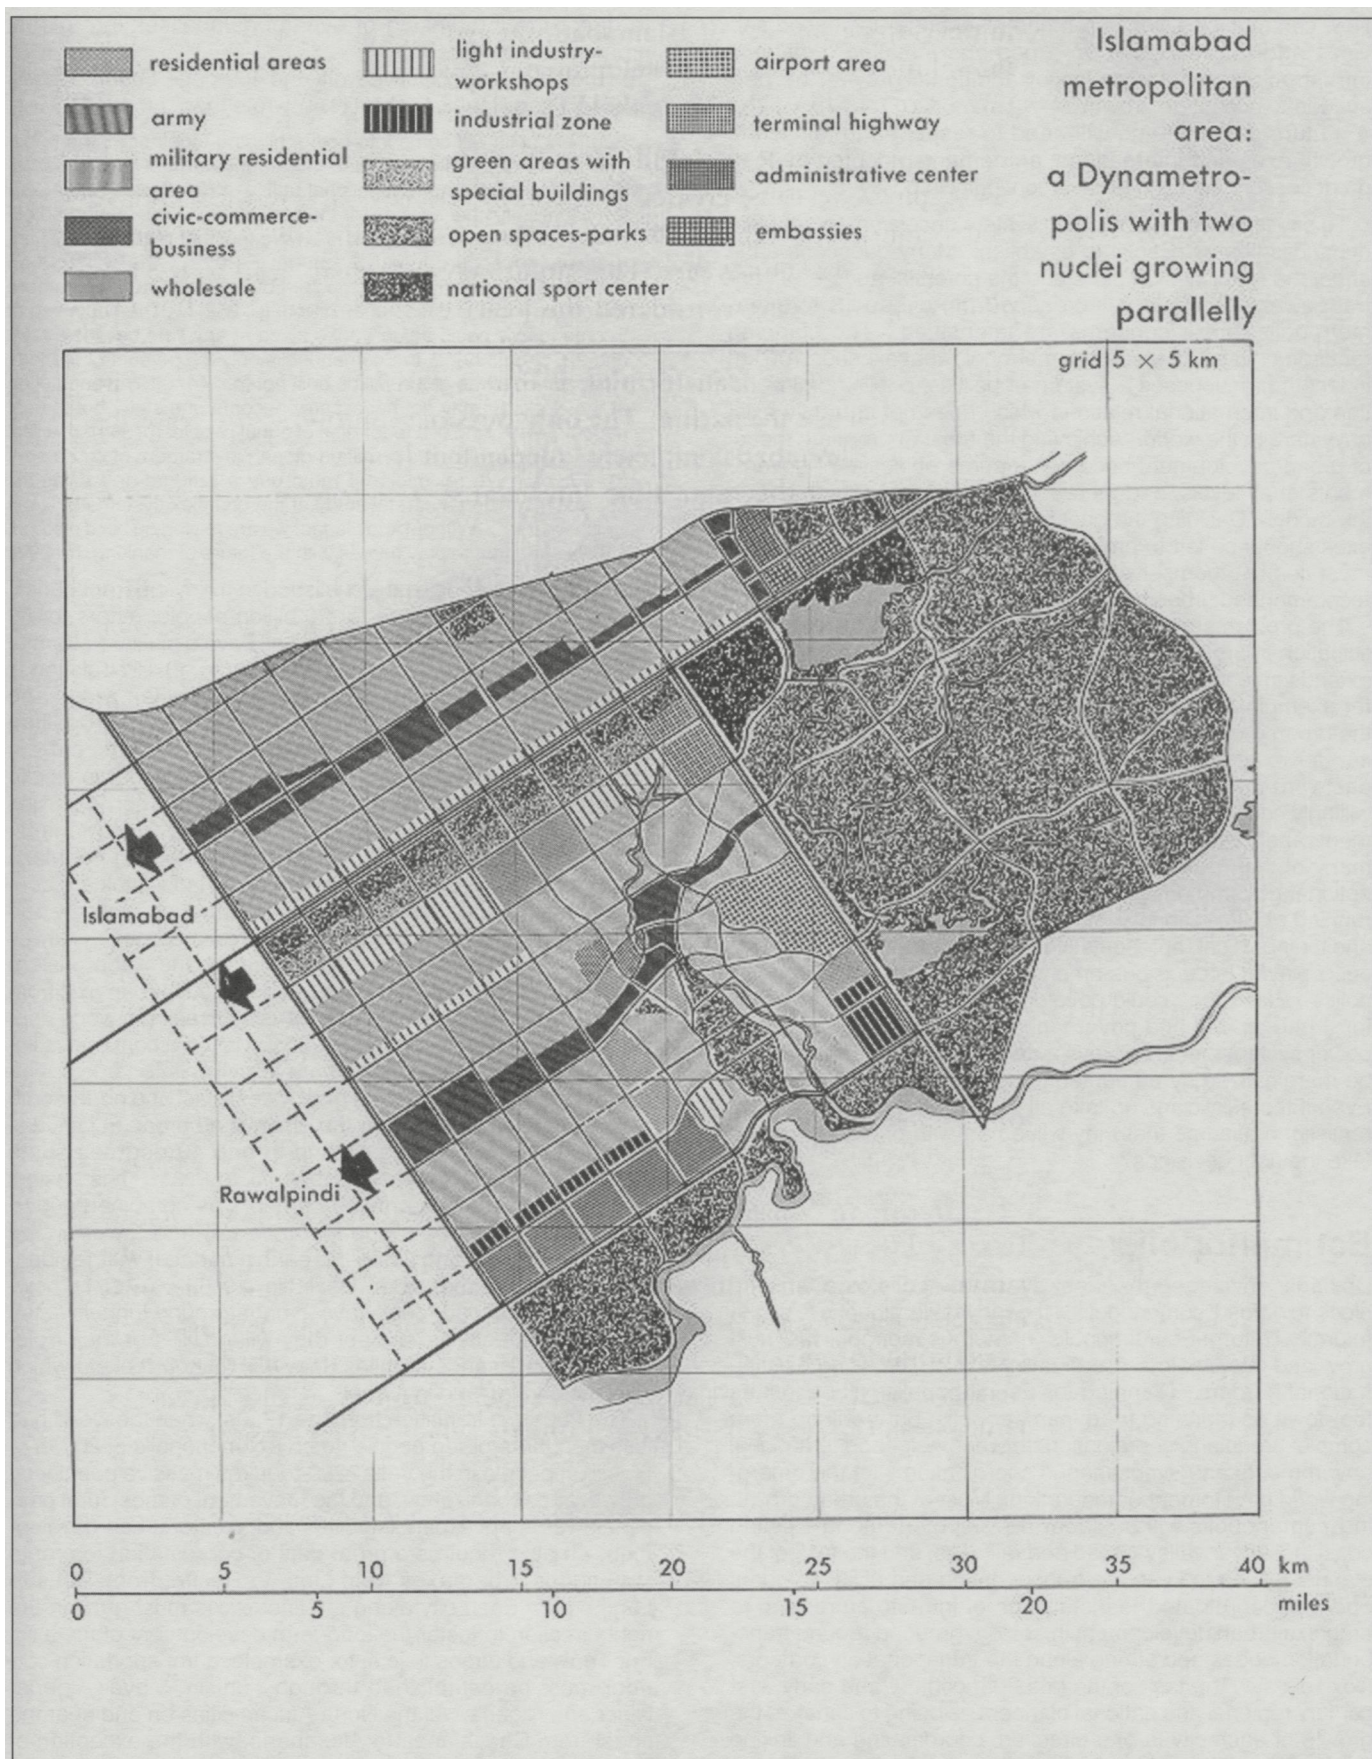 residential areas
army
military residential
area
civic-commerce-
business
wholesale
light industry-
workshops
industrial zone
green areas with
special buildings
open spaces-parks
national sport center
airport area
terminal highway
administrative center
embassies
Islamabad
metropolitan
area:
a Dynametro-
polis with two
nuclei growing
parallelly
grid 5 × 5 km
Islamabad
Rawalpindi
0 5 10 15 20 25 30 35 40 km
0 5 10 15 20 miles